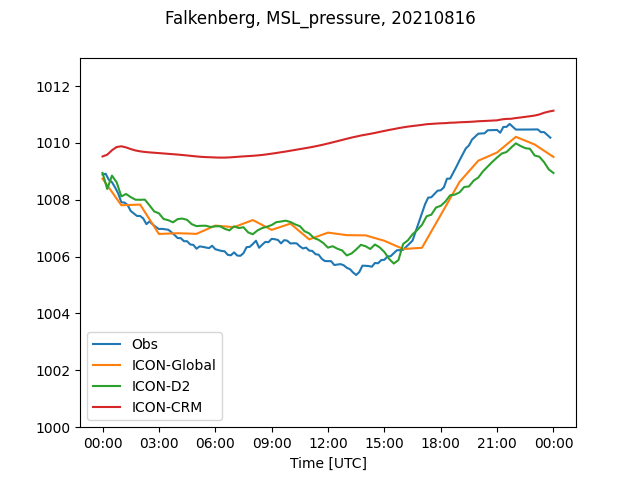 Falkenberg, MSL_pressure, 20210816
1012
1010
1008
1006
1004
1002
1000
Obs
ICON-Global
ICON-D2
ICON-CRM
00:00 03:00 06:00 09:00 12:00 15:00 18:00 21:00 00:00
Time [UTC]